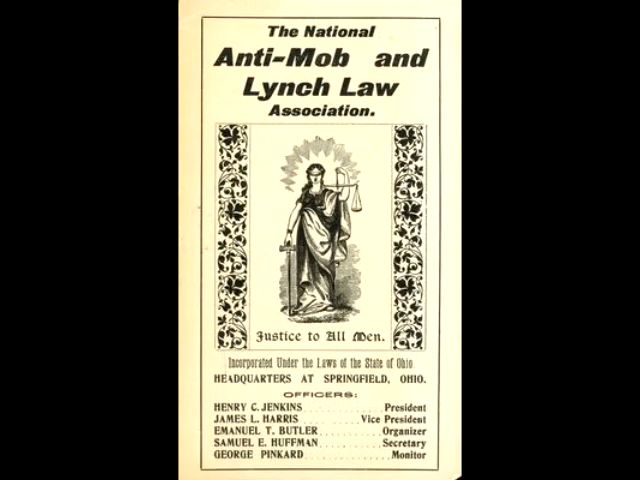 The National
Anti-Mob and
Lynch Law
Association.
Justice to All Men.
Incorporated Under the Laws of the State of Ohio
HEADQUARTERS AT SPRINGFIELD, OHIO.
OFFICERS:
HENRY C. JENKINS . . . . . . . . . . . . President
JAMES L. HARRIS . . . . . . . . . Vice President
EMANUEL T. BUTLER . . . . . . . . . Organizer
SAMUEL E. HUFFMAN . . . . . . . . . Secretary
GEORGE PINKARD . . . . . . . . . . . . Monitor